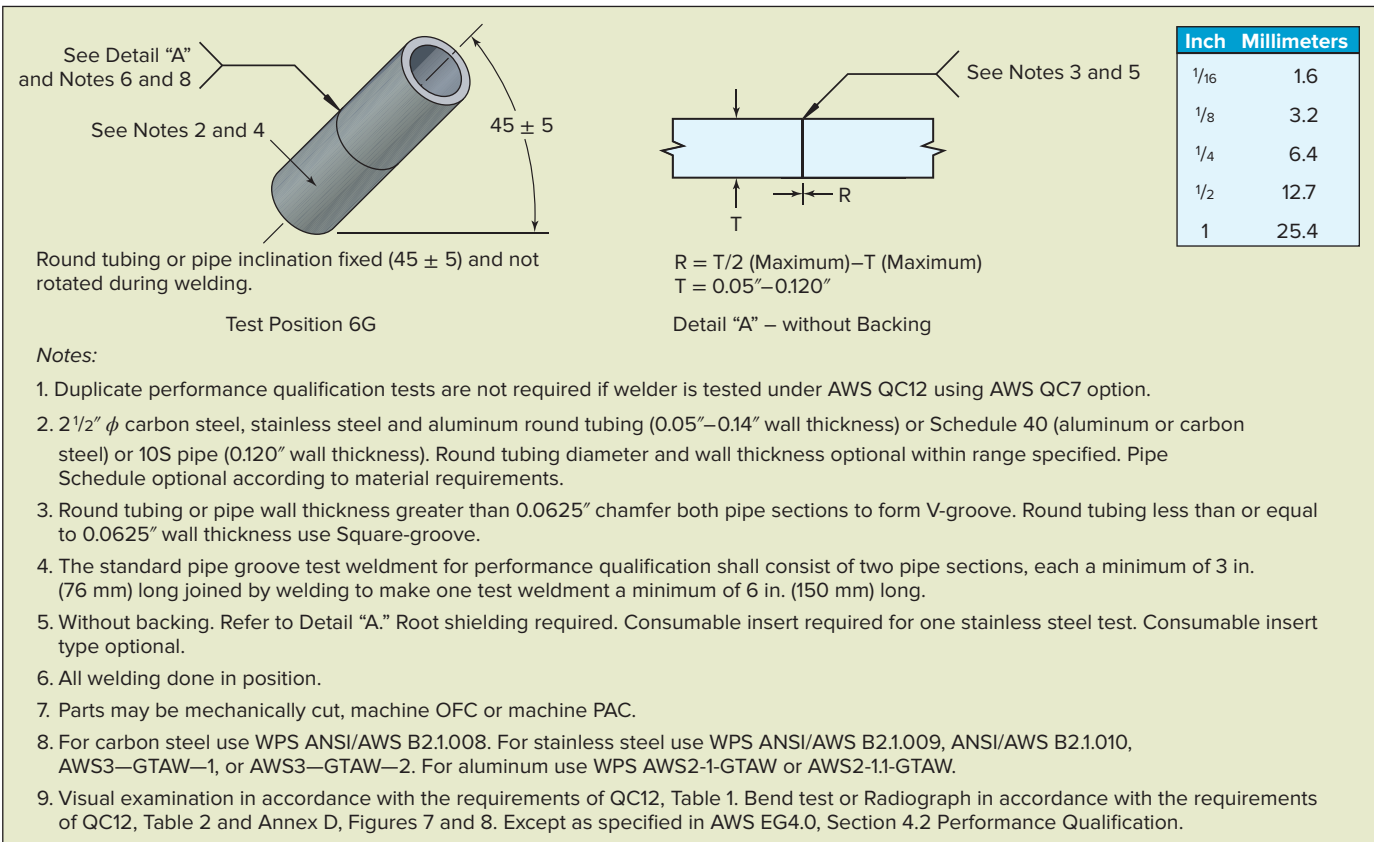 See Detail “A”
and Notes 6 and 8
See Notes 2 and 4
45 ± 5
Round tubing or pipe inclination fixed (45 ± 5) and not
rotated during welding.
Test Position 6G
See Notes 3 and 5
R
T
R = T/2 (Maximum)–T (Maximum)
T = 0.05″–0.120″
Detail “A” – without Backing
Inch Millimeters
1/16 1.6
1/8 3.2
1/4 6.4
1/2 12.7
1 25.4
Notes:
1. Duplicate performance qualification tests are not required if welder is tested under AWS QC12 using AWS QC7 option.
2. 2 1/2″ ϕ carbon steel, stainless steel and aluminum round tubing (0.05″–0.14″ wall thickness) or Schedule 40 (aluminum or carbon
steel) or 10S pipe (0.120″ wall thickness). Round tubing diameter and wall thickness optional within range specified. Pipe
Schedule optional according to material requirements.
3. Round tubing or pipe wall thickness greater than 0.0625″ chamfer both pipe sections to form V-groove. Round tubing less than or equal
to 0.0625″ wall thickness use Square-groove.
4. The standard pipe groove test weldment for performance qualification shall consist of two pipe sections, each a minimum of 3 in.
(76 mm) long joined by welding to make one test weldment a minimum of 6 in. (150 mm) long.
5. Without backing. Refer to Detail “A.” Root shielding required. Consumable insert required for one stainless steel test. Consumable insert
type optional.
6. All welding done in position.
7. Parts may be mechanically cut, machine OFC or machine PAC.
8. For carbon steel use WPS ANSI/AWS B2.1.008. For stainless steel use WPS ANSI/AWS B2.1.009, ANSI/AWS B2.1.010,
AWS3—GTAW—1, or AWS3—GTAW—2. For aluminum use WPS AWS2-1-GTAW or AWS2-1.1-GTAW.
9. Visual examination in accordance with the requirements of QC12, Table 1. Bend test or Radiograph in accordance with the requirements
of QC12, Table 2 and Annex D, Figures 7 and 8. Except as specified in AWS EG4.0, Section 4.2 Performance Qualification.